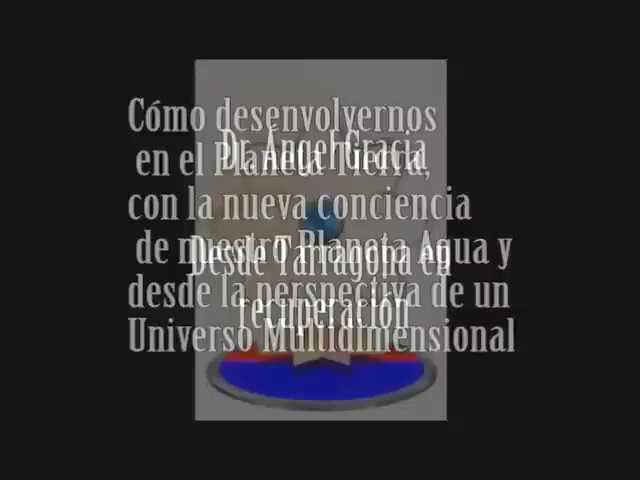 Cómo desenvolvernos
en el Planeta Tierra,
con la nueva conciencia
de nuestro Planeta Agua y
desde la perspectiva de un
Universo Multidimensional
Dr. Ángel Gracia
Desde Tarragona en
recuperación